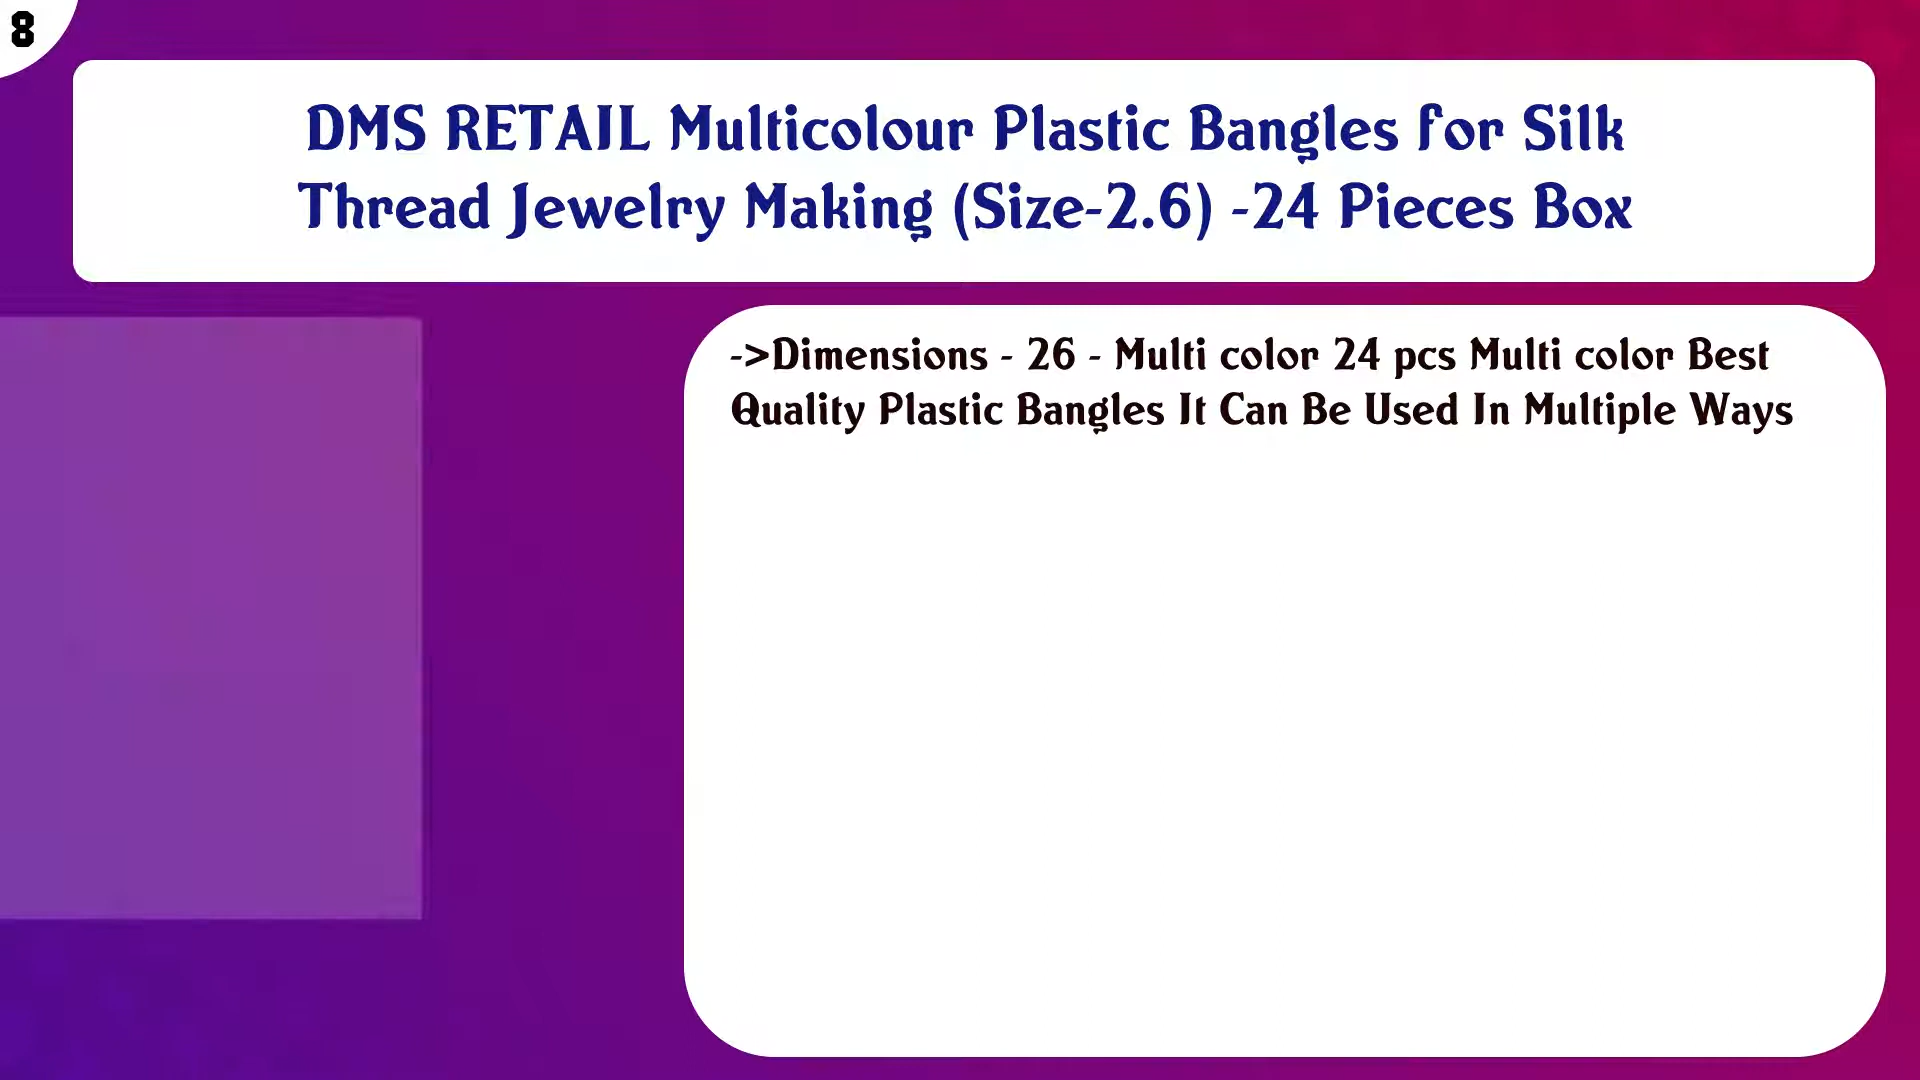 8
DMS RETAIL Multicolour Plastic Bangles for Silk
Thread Jewelry Making (Size-2.6) -24 Pieces Box
->Dimensions - 26 - Multi color 24 pcs Multi color Best
Quality Plastic Bangles It Can Be Used In Multiple Ways